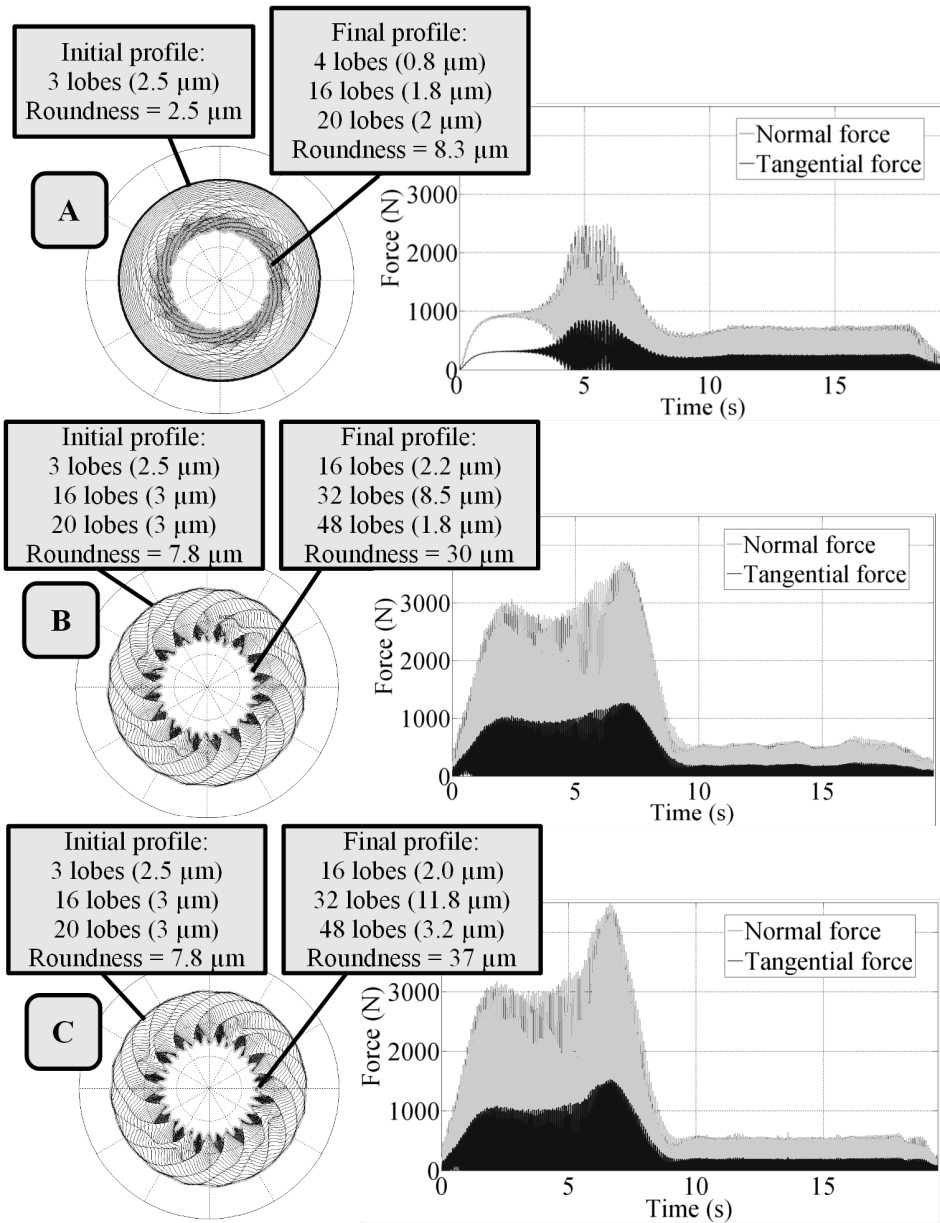 Initial profile:
3 lobes (2.5 µm)
Roundness = 2.5 µm
Final profile:
4 lobes (0.8 µm)
16 lobes (1.8 µm)
20 lobes (2 µm)
Roundness = 8.3 µm
A
Normal force
Tangential force
Force (N)
3000
2000
1000
0
0
5
10
15
Time (s)
Initial profile:
3 lobes (2.5 µm)
16 lobes (3 µm)
20 lobes (3 µm)
Roundness = 7.8 µm
Final profile:
16 lobes (2.2 µm)
32 lobes (8.5 µm)
48 lobes (1.8 µm)
Roundness = 30 µm
B
Normal force
Tangential force
Force (N)
3000
2000
1000
0
0
5
10
15
Time (s)
Initial profile:
3 lobes (2.5 µm)
16 lobes (3 µm)
20 lobes (3 µm)
Roundness = 7.8 µm
Final profile:
16 lobes (2.0 µm)
32 lobes (11.8 µm)
48 lobes (3.2 µm)
Roundness = 37 µm
C
Normal force
Tangential force
Force (N)
3000
2000
1000
0
0
5
10
15
Time (s)